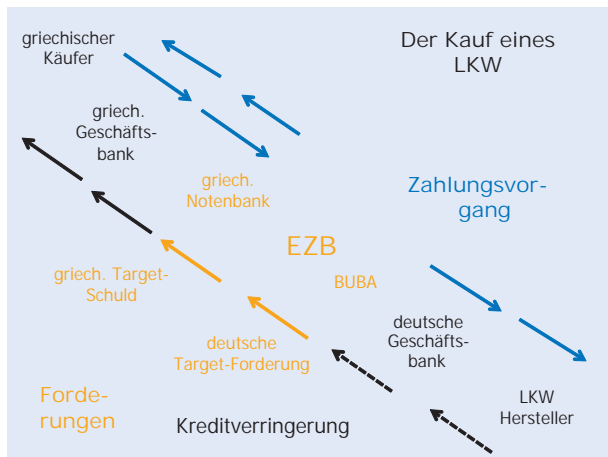 griechischer
Käufer
Der Kauf eines
LKW
griech.
Geschäfts-
bank
griech.
Notenbank
Zahlungsvor-
gang
EZB
BUBA
griech. Target-
Schuld
deutsche
Geschäfts-
bank
deutsche
Target-Forderung
Forde-
rungen
Kreditverringerung
LKW
Hersteller